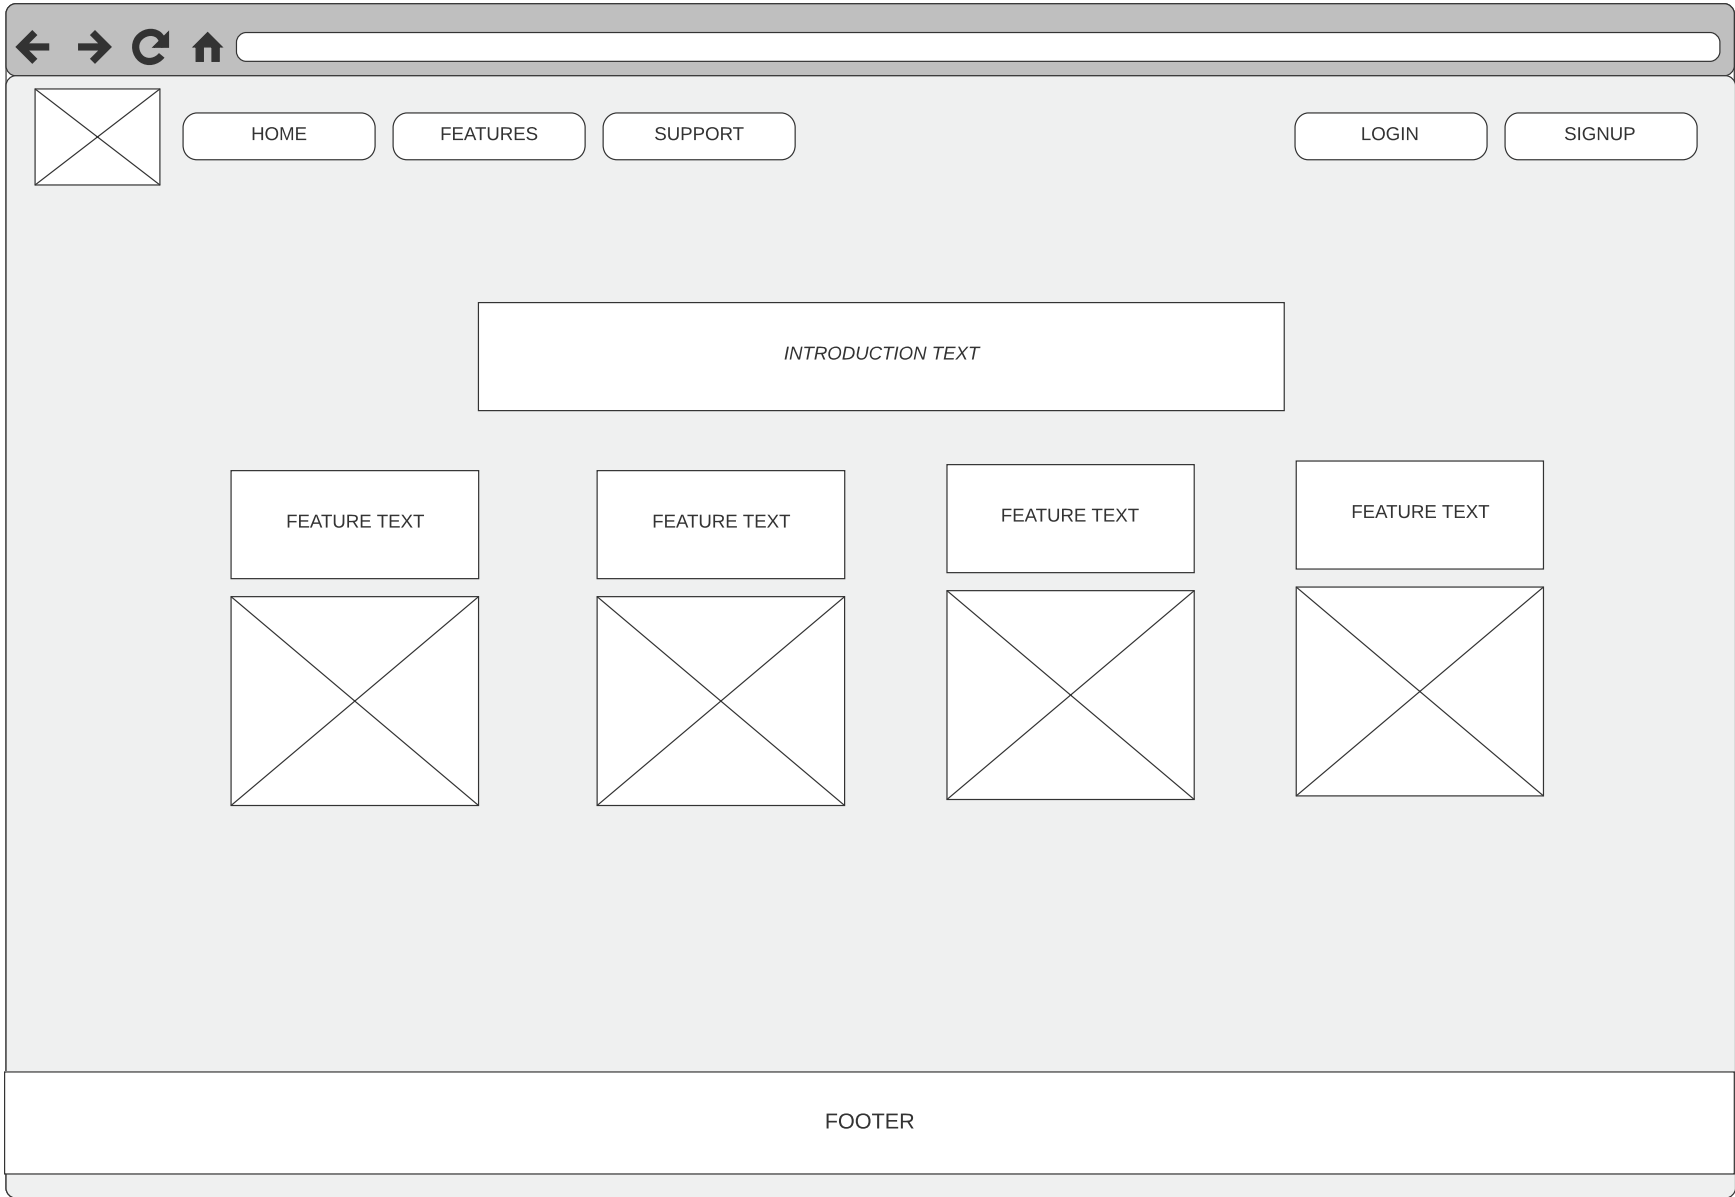 HOME
FEATURES
SUPPORT
LOGIN
SIGNUP
INTRODUCTION TEXT
FEATURE TEXT
FEATURE TEXT
FEATURE TEXT
FEATURE TEXT
FOOTER